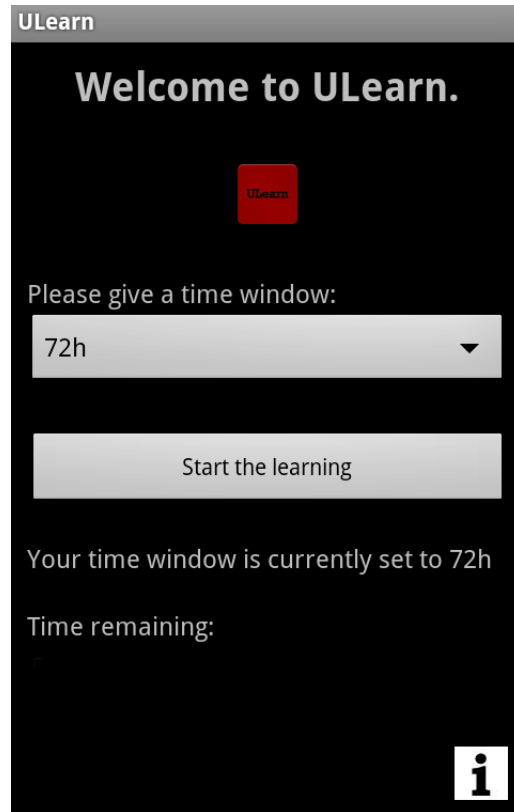 ULearn
Welcome to ULearn.
ULearn
Please give a time window:
72h
Start the learning
Your time window is currently set to 72h
Time remaining:
i